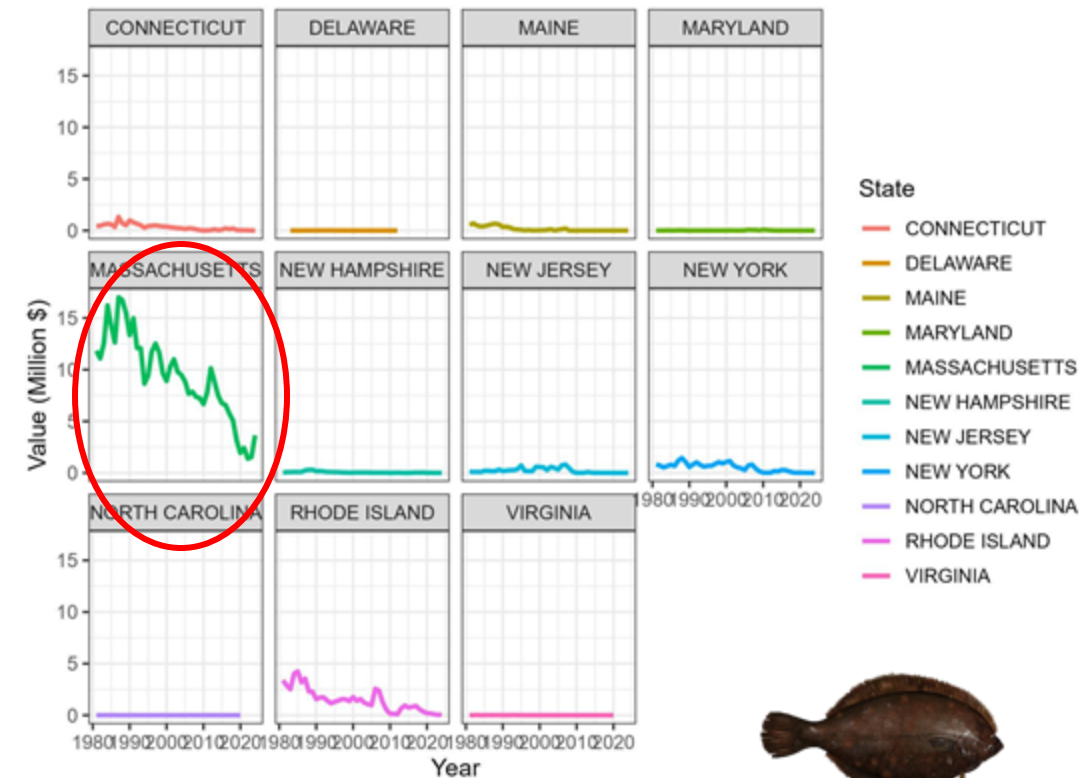 CONNECTICUT DELAWARE MAINE MARYLAND
15
10
5
0
MASSACHUSETTS NEW HAMPSHIRE NEW JERSEY NEW YORK
15
10
5
0
1980 1990 2000 2010 2020
NORTH CAROLINA RHODE ISLAND VIRGINIA
15
10
5
0
1980 1990 2000 2010 2020 1980 1990 2000 2010 2020 1980 1990 2000 2010 2020
Year
Value (Million $)
State
CONNECTICUT
DELAWARE
MAINE
MARYLAND
MASSACHUSETTS
NEW HAMPSHIRE
NEW JERSEY
NEW YORK
NORTH CAROLINA
RHODE ISLAND
VIRGINIA